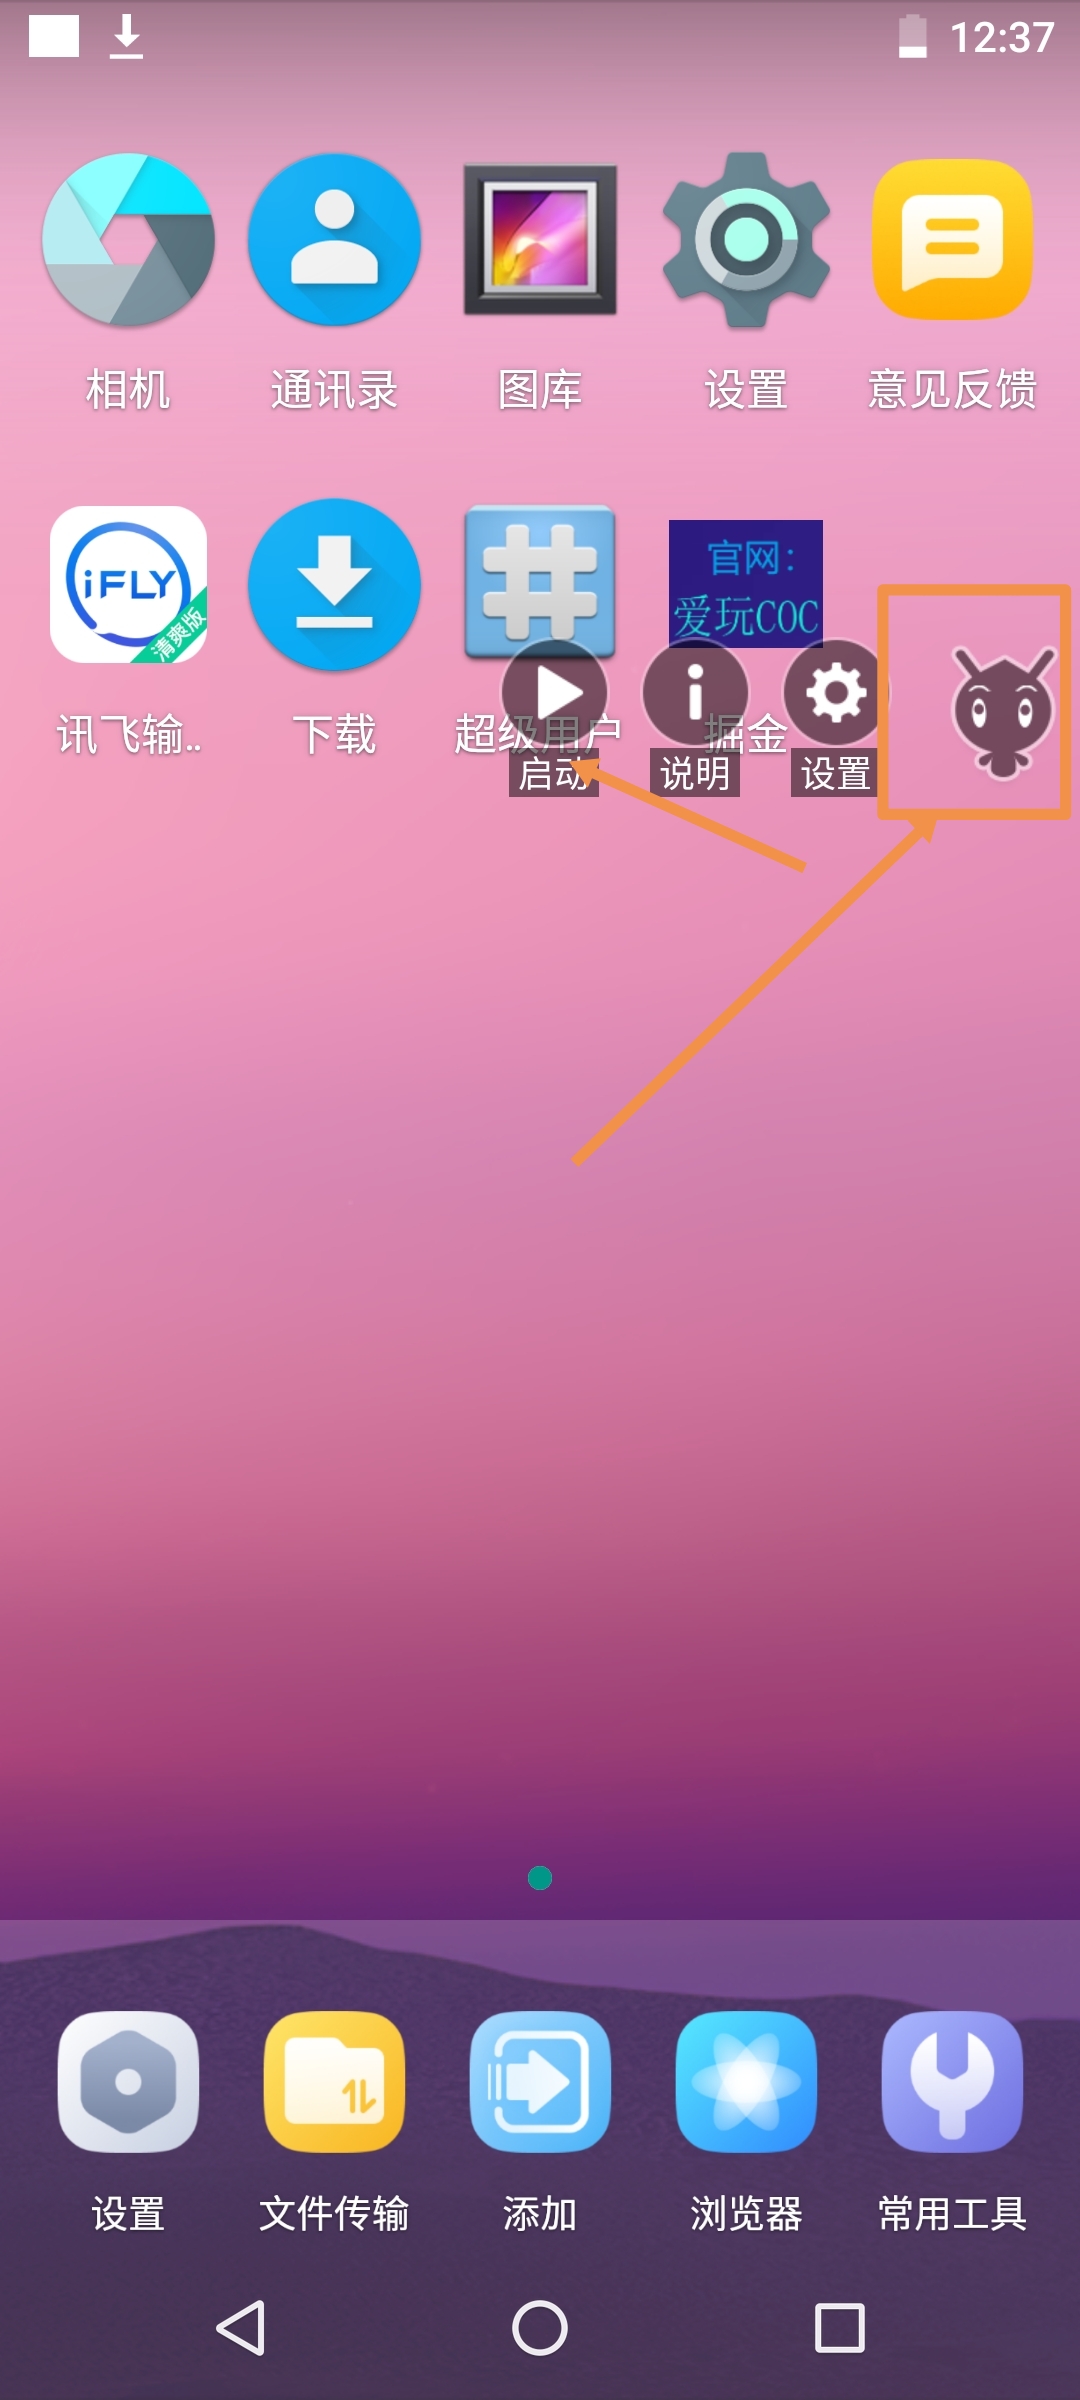 12:37
相机
通讯录
图库
设置
意见反馈
iFLY
清爽版
官网：
爱玩COC
讯飞输..
下载
超级用户
掘金
启动
说明
设置
设置
文件传输
添加
浏览器
常用工具